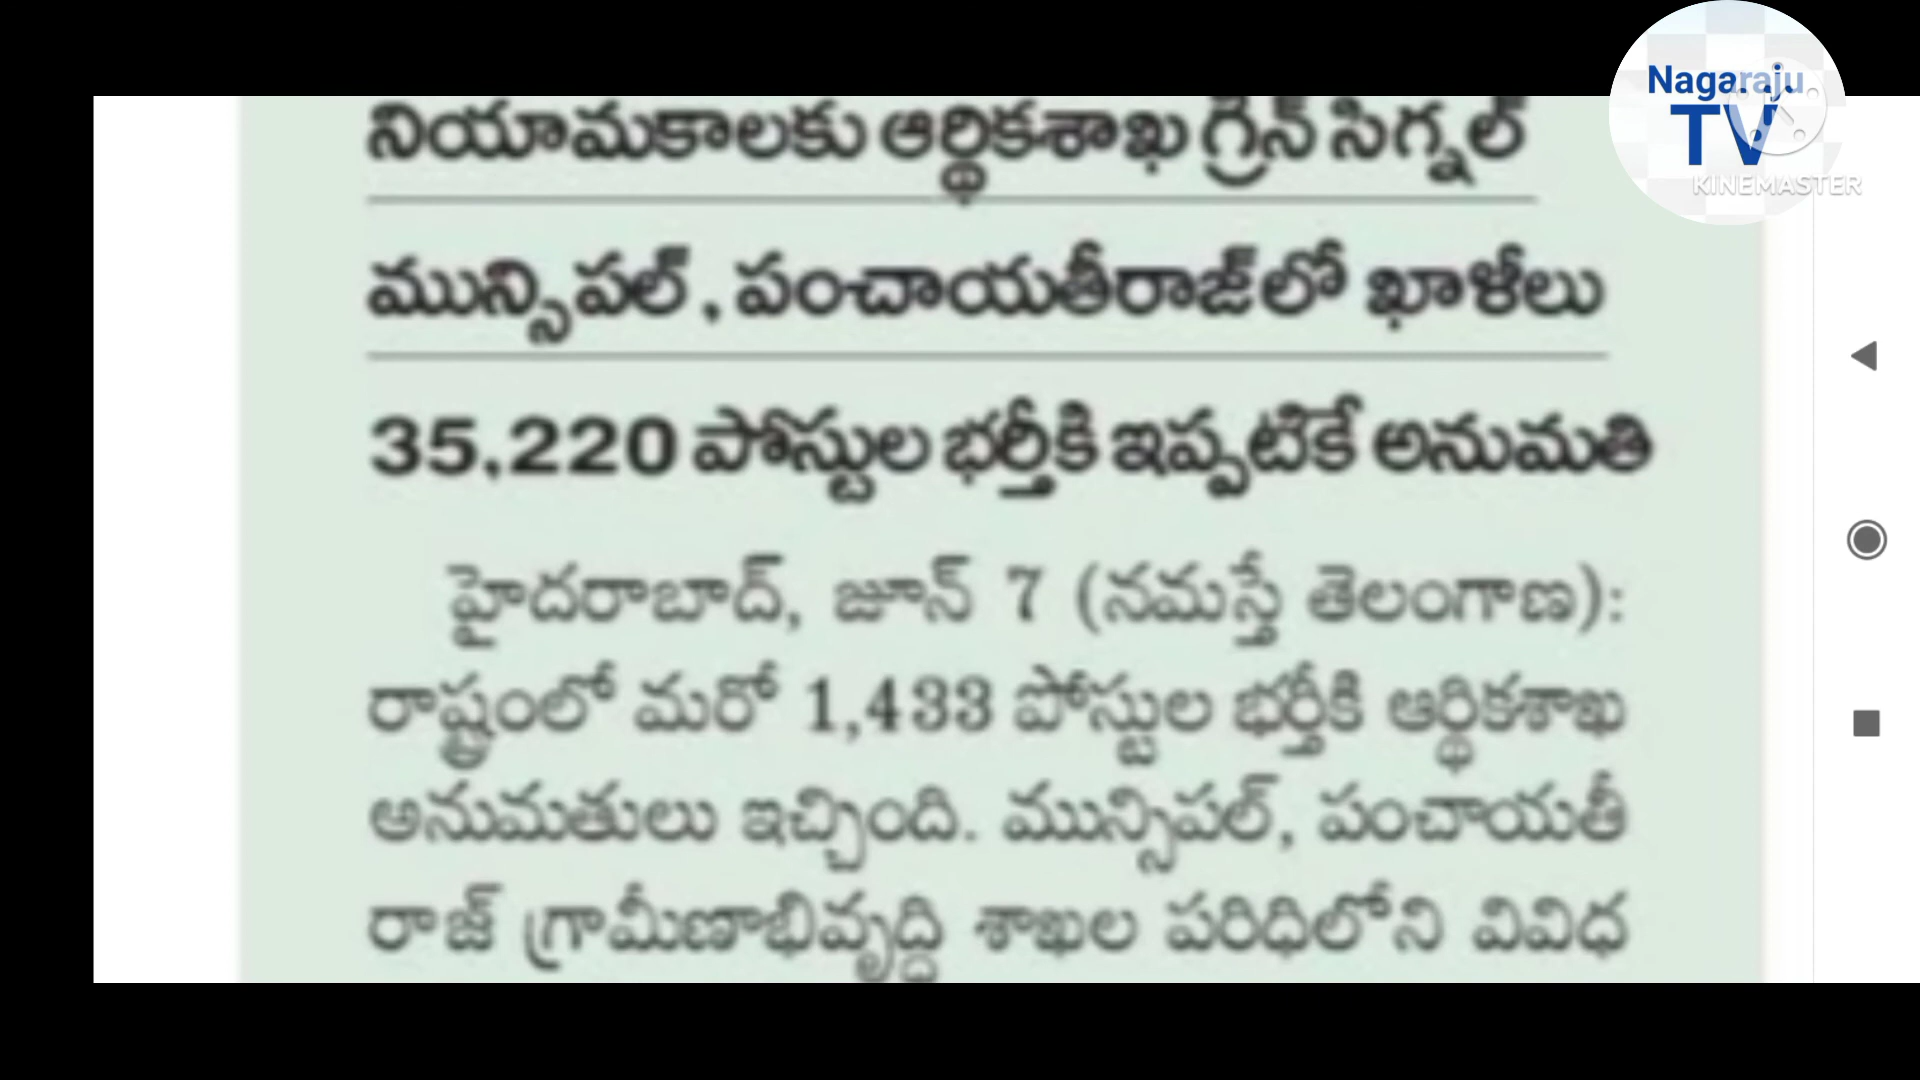 Nagaraju
TV
KINEMASTER
నియామకాలకు ఆర్థికశాఖ గ్రీన్ సిగ్నల్
మున్సిపల్, పంచాయతీరాజ్‌లో ఖాళీలు
35,220 పోస్టుల భర్తీకి ఇప్పటికే అనుమతి
హైదరాబాద్, జూన్ 7 (నమస్తే తెలంగాణ):
రాష్ట్రంలో మరో 1,433 పోస్టుల భర్తీకి ఆర్థికశాఖ
అనుమతులు ఇచ్చింది. మున్సిపల్, పంచాయతీ
రాజ్ గ్రామీణాభివృద్ధి శాఖల పరిధిలోని వివిధ